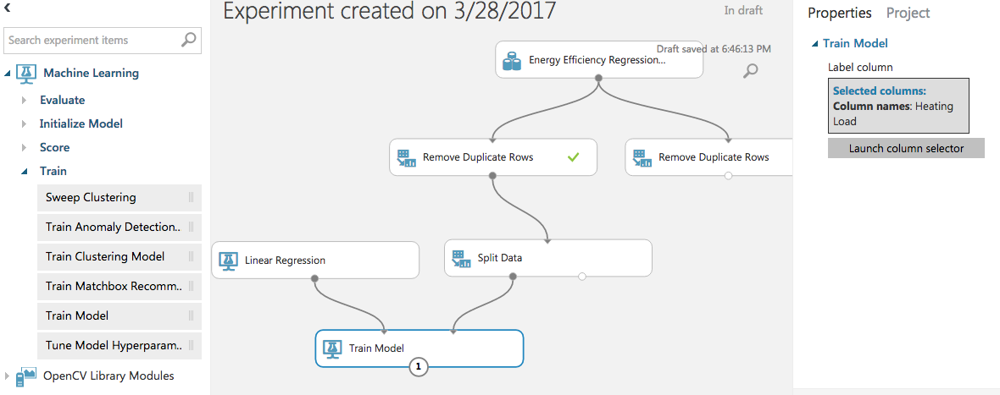 Experiment created on 3/28/2017
In draft
Properties Project
Search experiment items
Draft saved at 6:46:13 PM
Train Model
Energy Efficiency Regression...
Label column
Machine Learning
Selected columns:
Column names: Heating
Load
Evaluate
Initialize Model
Launch column selector
Score
Remove Duplicate Rows
Remove Duplicate Rows
Train
Sweep Clustering
Train Anomaly Detection..
Train Clustering Model
Linear Regression
Split Data
Train Matchbox Recomm..
Train Model
Tune Model Hyperparam..
Train Model
1
OpenCV Library Modules